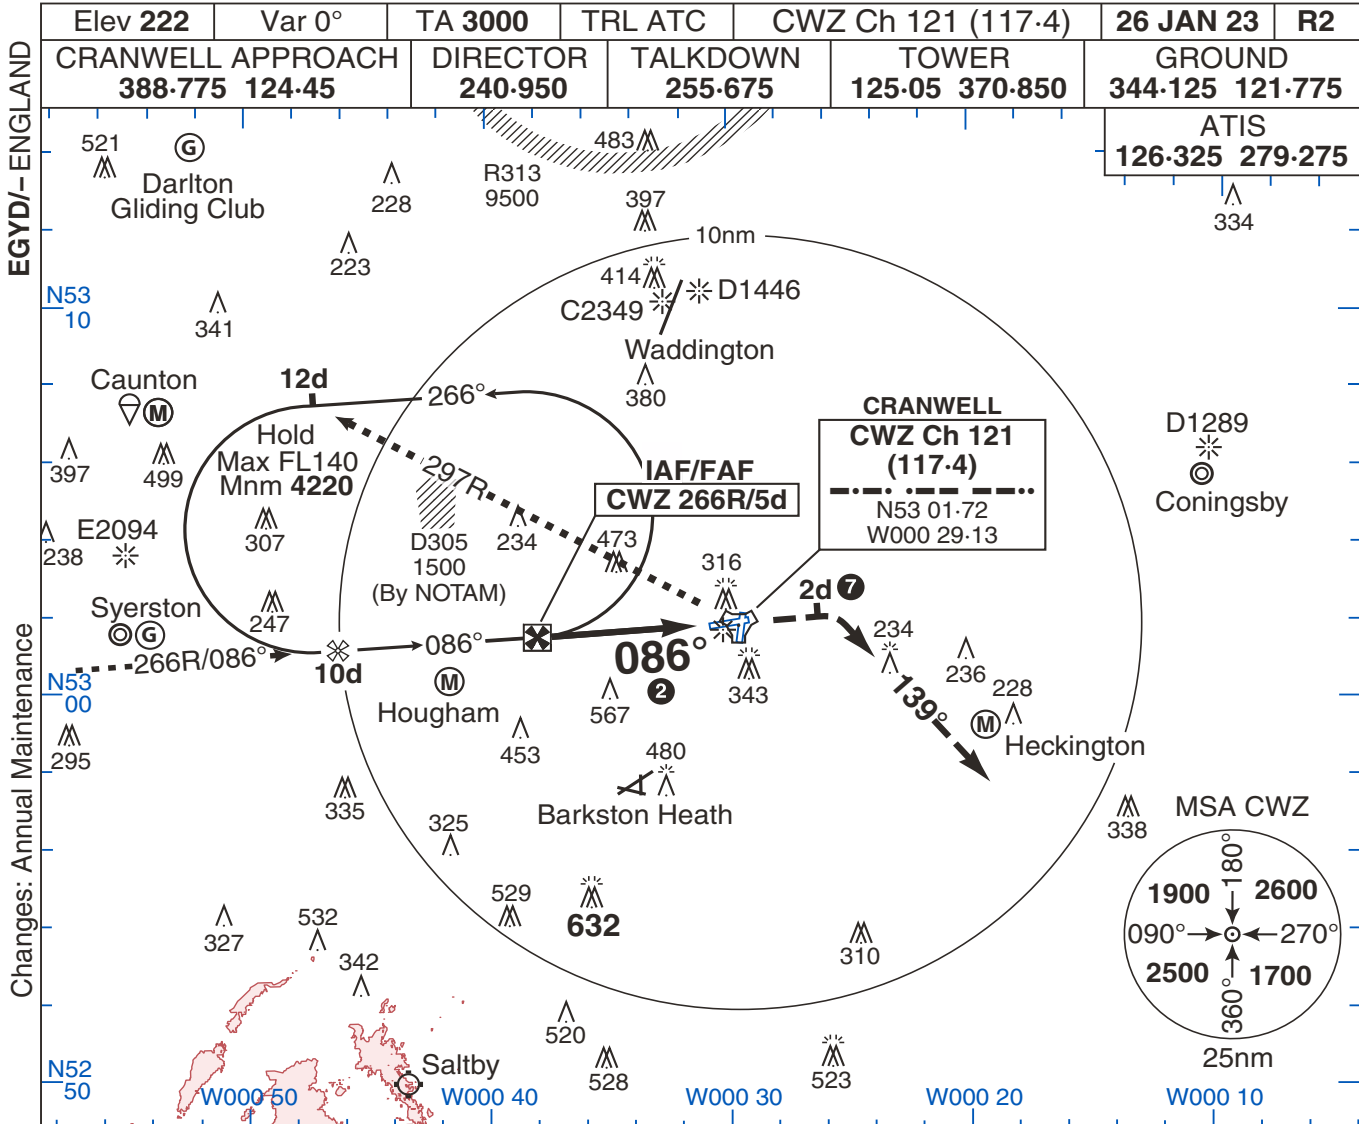 Elev 222
Var 0°
TA 3000
TRL ATC
CWZ Ch 121 (117·4)
26 JAN 23
R2
CRANWELL APPROACH
388·775 124·45
DIRECTOR
240·950
TALKDOWN
255·675
TOWER
125·05 370·850
GROUND
344·125 121·775
ATIS
126·325 279·275
EGYD/– ENGLAND
Changes: Annual Maintenance
521
G
Darlton
Gliding Club
228
223
341
R313
9500
483
397
334
10nm
414
C2349
D1446
Waddington
380
N53
10
Caunton
M
397
499
238
E2094
12d
266°
Hold
Max FL140
Mnm 4220
297R
307
247
D305
1500
(By NOTAM)
234
473
IAF/FAF
CWZ 266R/5d
CRANWELL
CWZ Ch 121
(117·4)
N53 01·72
W000 29·13
D1289
Coningsby
316
2d 7
234
236
228
M
Heckington
139°
Syerston
G
266R/086°
10d
086°
086°
2
343
M
Hougham
N53
00
295
335
453
567
480
Barkston Heath
325
529
632
327
532
342
520
528
310
523
338
MSA CWZ
180°
1900
2600
090°
270°
2500
1700
360°
25nm
Saltby
N52
50
W000 50
W000 40
W000 30
W000 20
W000 10